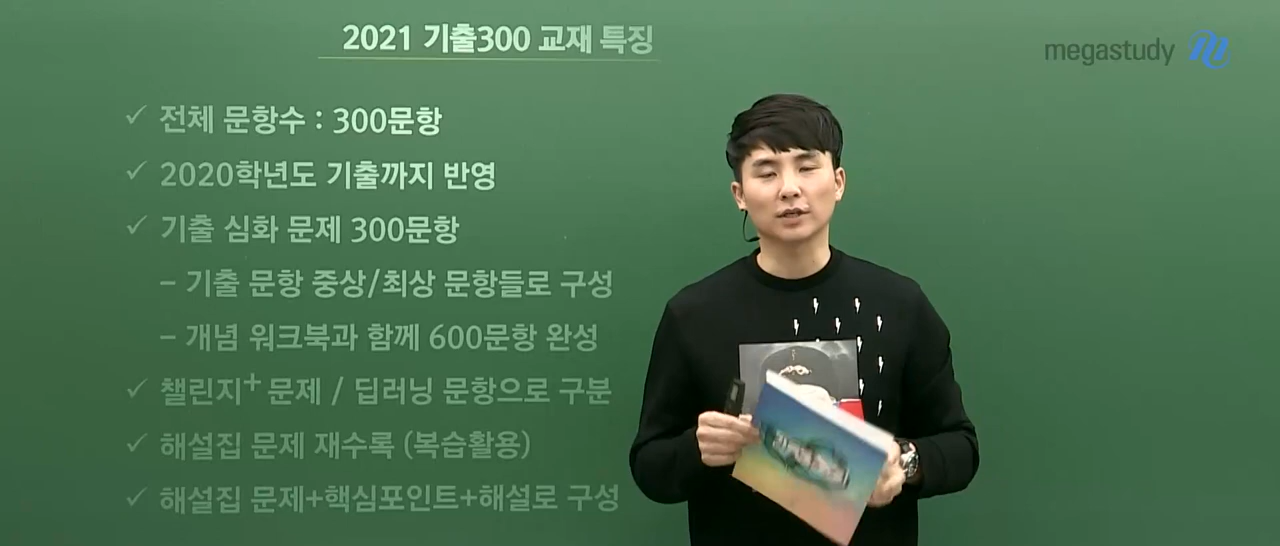 2021 기출300 교재 특징
megastudy
✓ 전체 문항수 : 300문항
✓ 2020학년도 기출까지 반영
✓ 기출 심화 문제 300문항
– 기출 문항 중상/최상 문항들로 구성
– 개념 워크북과 함께 600문항 완성
✓ 챌린지+ 문제 / 딥러닝 문항으로 구분
✓ 해설집 문제 재수록 (복습활용)
✓ 해설집 문제+핵심포인트+해설로 구성